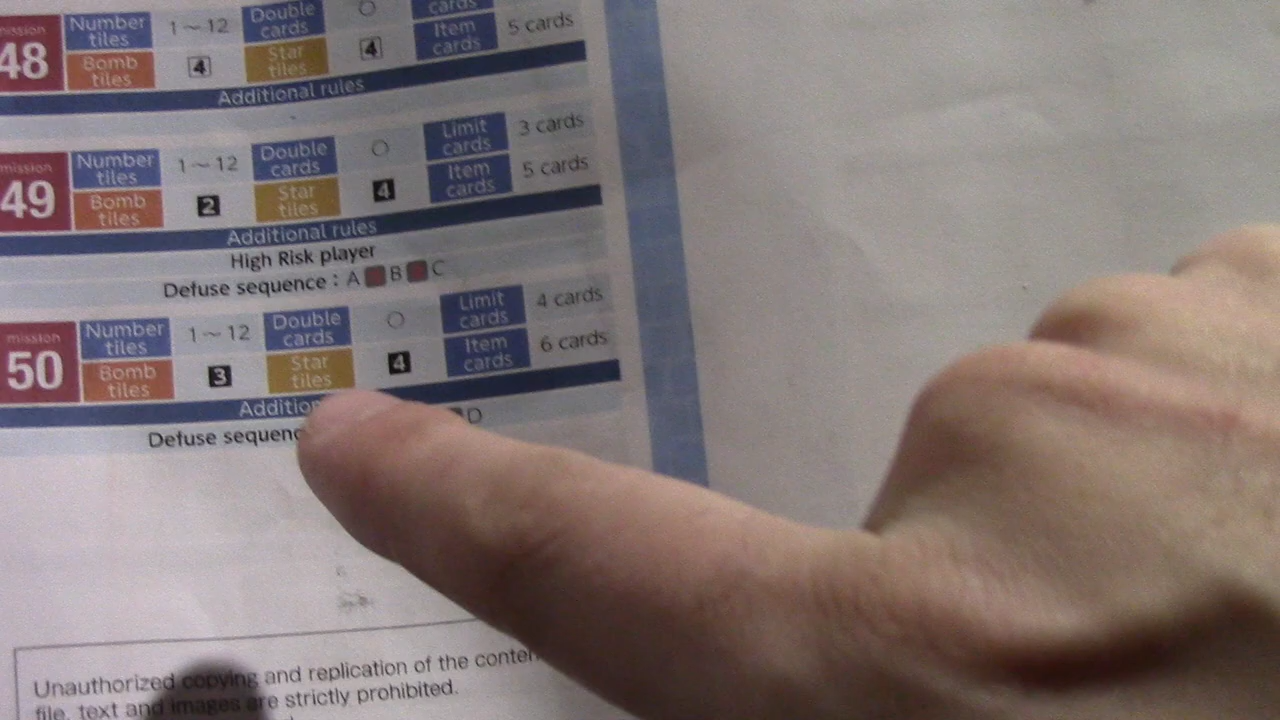 mission 48 Number tiles 1~12 Double cards ○ cards
Bomb tiles 4 Star tiles 4 Item cards 5 cards
Additional rules
mission 49 Number tiles 1~12 Double cards ○ Limit cards 3 cards
Bomb tiles 2 Star tiles 4 Item cards 5 cards
Additional rules
High Risk player
Defuse sequence : A B C
mission 50 Number tiles 1~12 Double cards ○ Limit cards 4 cards
Bomb tiles 3 Star tiles 4 Item cards 6 cards
Defuse D
Unauthorized copying and replication of the
file, text and images are strictly prohibited.